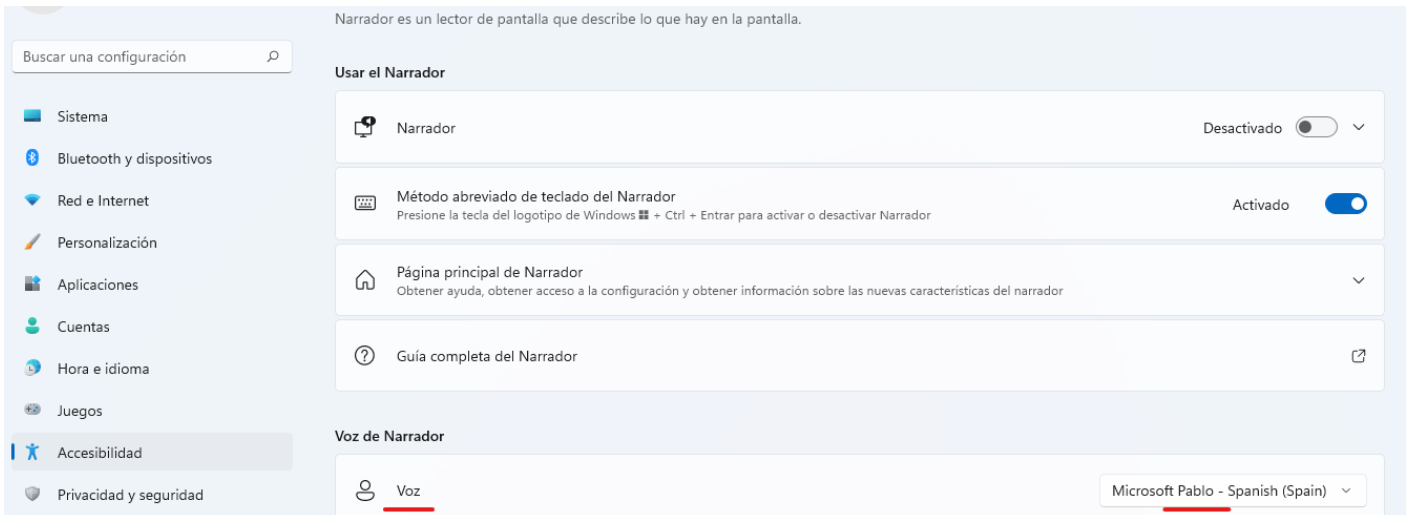 Narrador es un lector de pantalla que describe lo que hay en la pantalla.
Buscar una configuración
Sistema
Bluetooth y dispositivos
Red e Internet
Personalización
Aplicaciones
Cuentas
Hora e idioma
Juegos
Accesibilidad
Privacidad y seguridad
Usar el Narrador
Narrador
Desactivado
Método abreviado de teclado del Narrador
Presione la tecla del logotipo de Windows + Ctrl + Entrar para activar o desactivar Narrador
Activado
Página principal de Narrador
Obtener ayuda, obtener acceso a la configuración y obtener información sobre las nuevas características del narrador
Guía completa del Narrador
Voz de Narrador
Voz
Microsoft Pablo - Spanish (Spain)